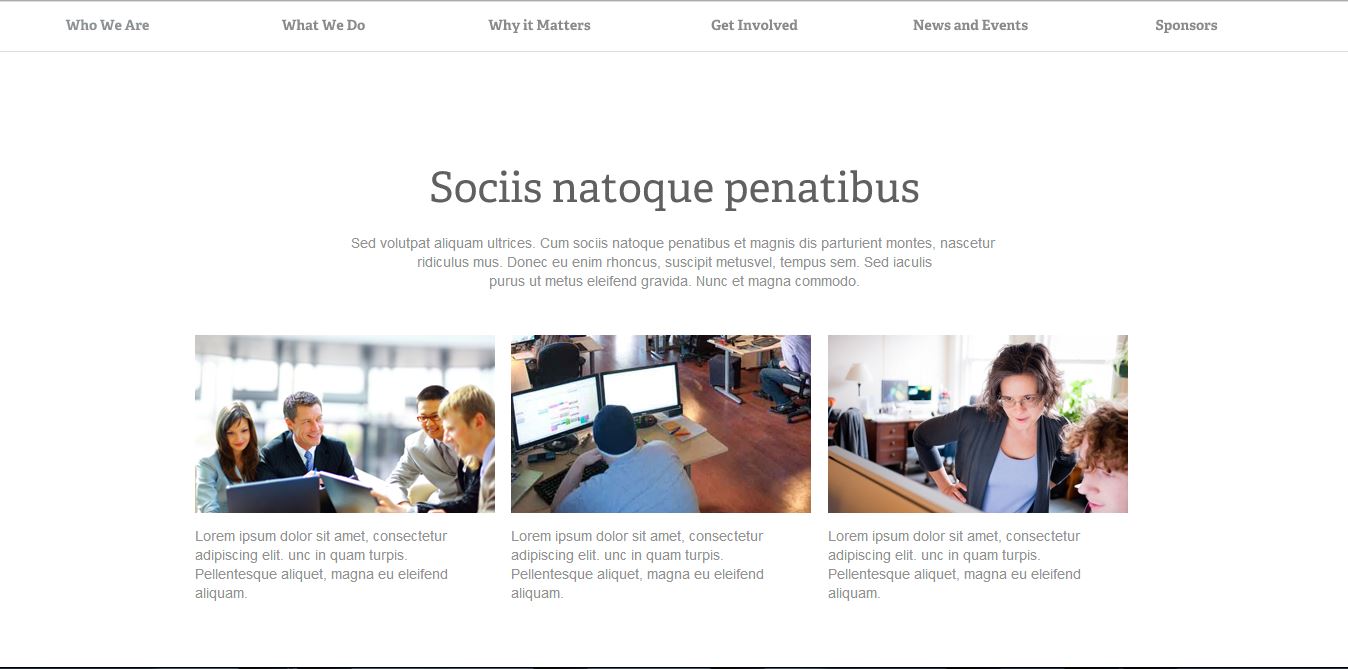 Who We Are
What We Do
Why it Matters
Get Involved
News and Events
Sponsors
Sociis natoque penatibus
Sed volutpat aliquam ultrices. Cum sociis natoque penatibus et magnis dis parturient montes, nascetur
ridiculus mus. Donec eu enim rhoncus, suscipit metusvel, tempus sem. Sed iaculis
purus ut metus eleifend gravida. Nunc et magna commodo.
Lorem ipsum dolor sit amet, consectetur
adipiscing elit. unc in quam turpis.
Pellentesque aliquet, magna eu eleifend
aliquam.
Lorem ipsum dolor sit amet, consectetur
adipiscing elit. unc in quam turpis.
Pellentesque aliquet, magna eu eleifend
aliquam.
Lorem ipsum dolor sit amet, consectetur
adipiscing elit. unc in quam turpis.
Pellentesque aliquet, magna eu eleifend
aliquam.